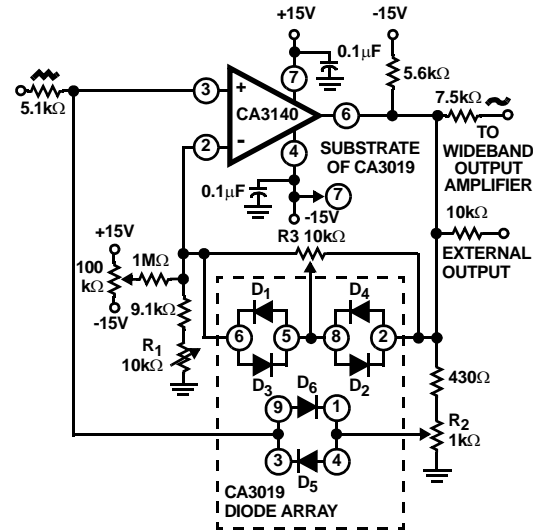 +15V
-15V
0.1µF
5.6kΩ
5.1kΩ
3
+
7
CA3140
6
7.5kΩ
TO
WIDEBAND
OUTPUT
AMPLIFIER
2
-
4
SUBSTRATE
OF CA3019
0.1µF
7
-15V
10kΩ
EXTERNAL
OUTPUT
+15V
R3 10kΩ
100
kΩ
1MΩ
-15V
9.1kΩ
D1
D4
6
5
8
2
R1
10kΩ
D3
D2
D6
430Ω
9
1
R2
1kΩ
3
4
D5
CA3019
DIODE ARRAY